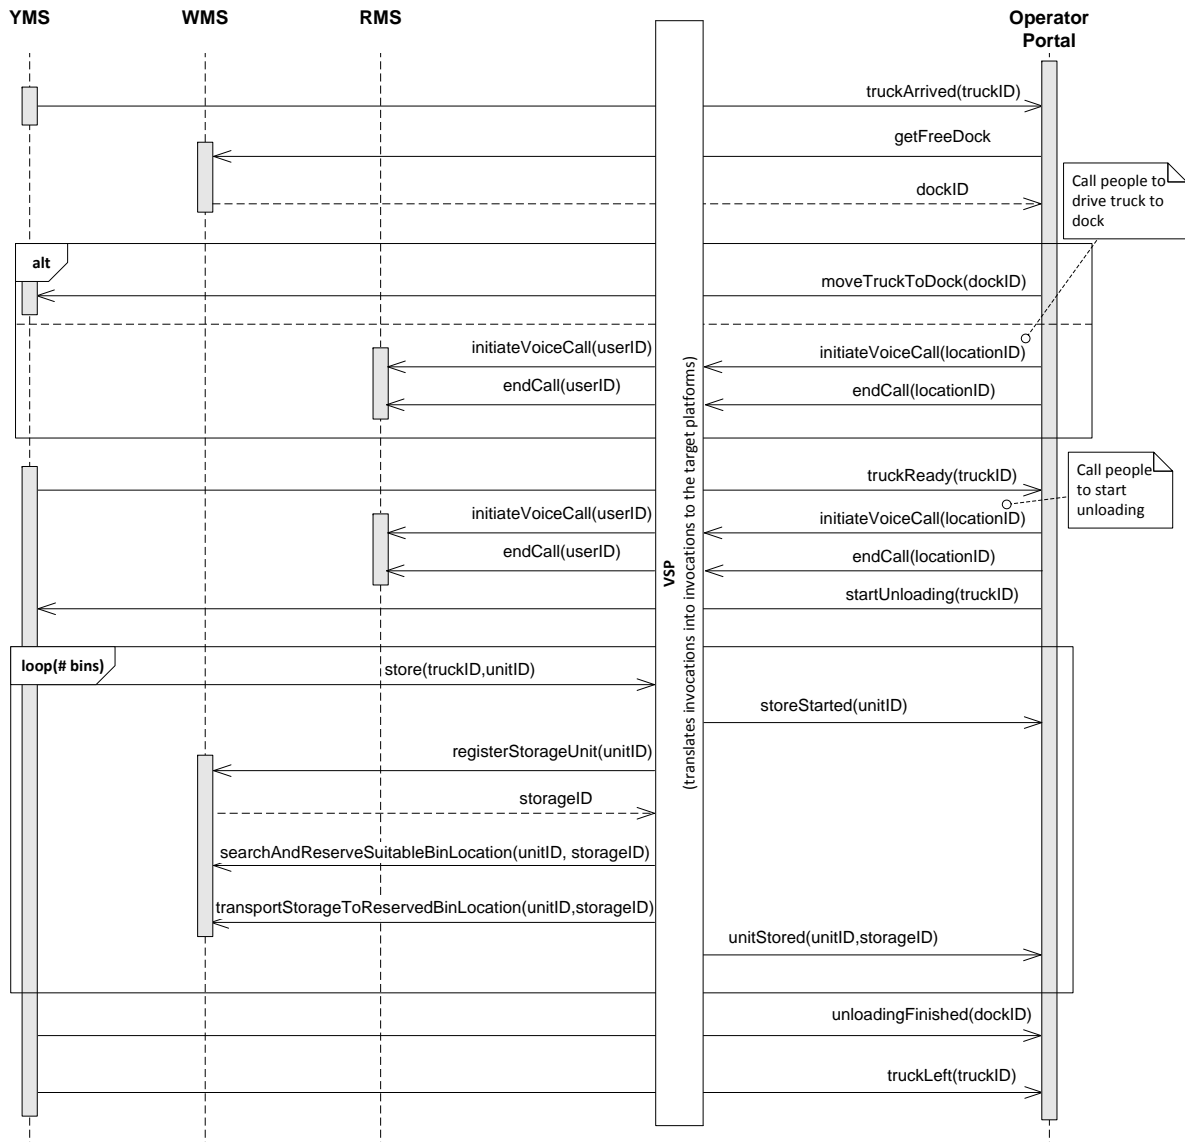 YMS
WMS
RMS
Operator
Portal
truckArrived(truckID)
getFreeDock
dockID
Call people to
drive truck to
dock
alt
moveTruckToDock(dockID)
initiateVoiceCall(userID)
initiateVoiceCall(locationID)
endCall(userID)
endCall(locationID)
VSP
(translates invocations into invocations to the target platforms)
truckReady(truckID)
Call people
to start
unloading
initiateVoiceCall(userID)
initiateVoiceCall(locationID)
endCall(userID)
endCall(locationID)
startUnloading(truckID)
loop(# bins)
store(truckID,unitID)
storeStarted(unitID)
registerStorageUnit(unitID)
storageID
searchAndReserveSuitableBinLocation(unitID, storageID)
transportStorageToReservedBinLocation(unitID,storageID)
unitStored(unitID,storageID)
unloadingFinished(dockID)
truckLeft(truckID)